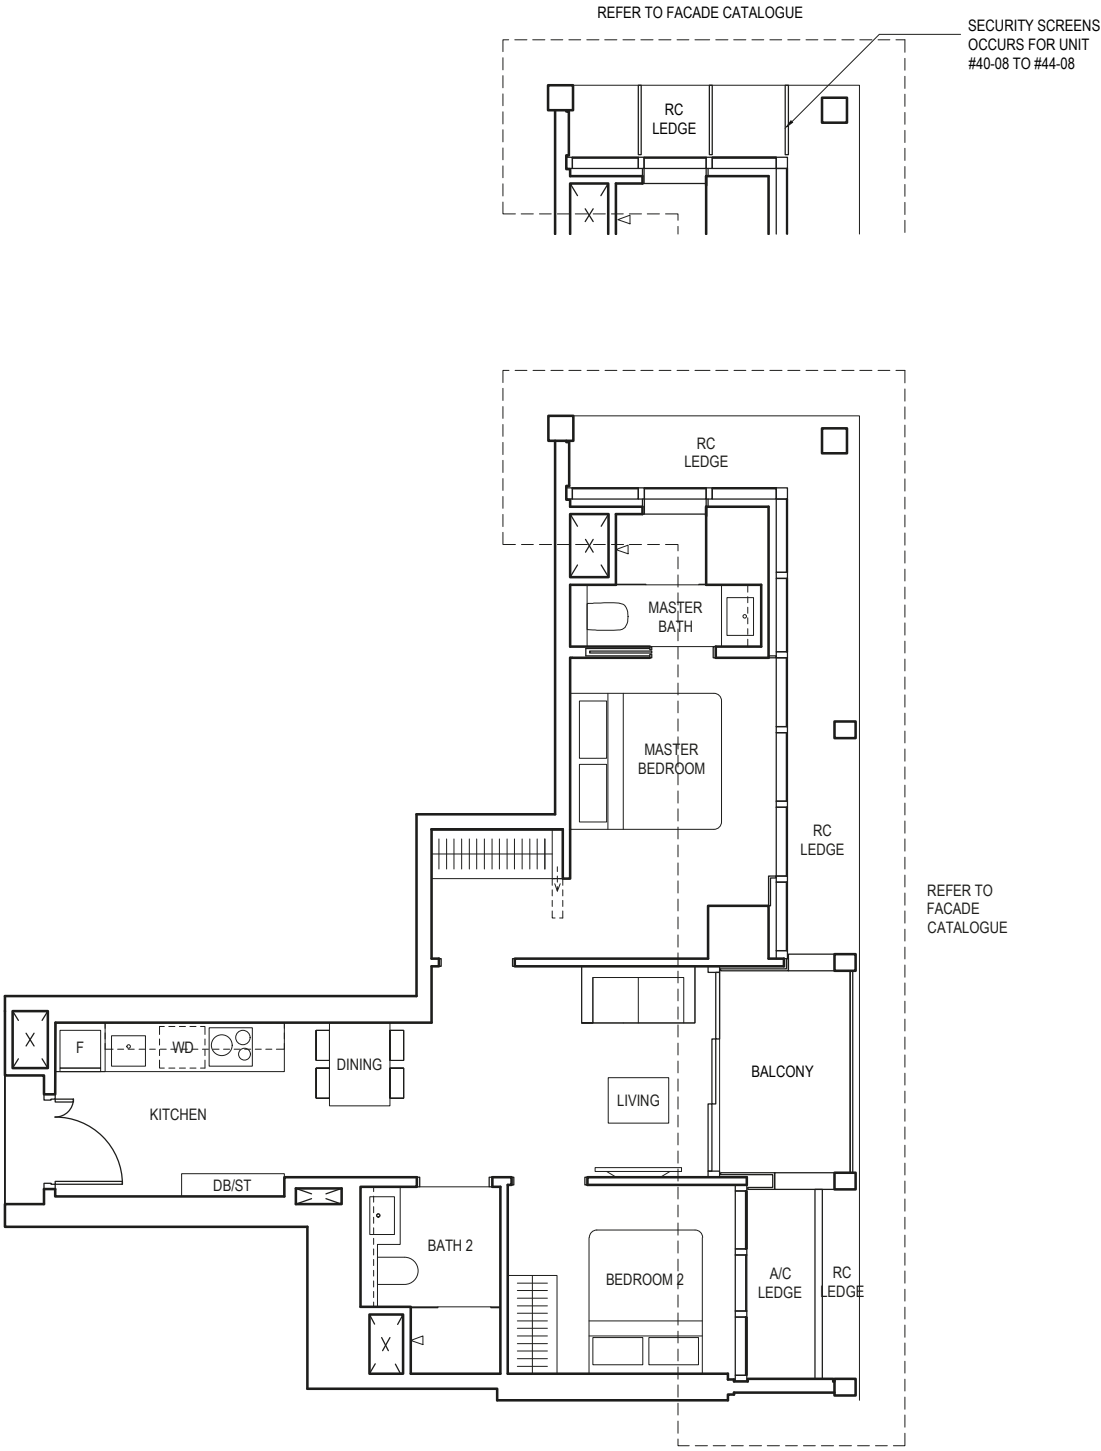 REFER TO FACADE CATALOGUE
SECURITY SCREENS
OCCURS FOR UNIT
#40-08 TO #44-08
RC
LEDGE
X
RC
LEDGE
X
MASTER
BATH
MASTER
BEDROOM
RC
LEDGE
REFER TO
FACADE
CATALOGUE
X
F
WD
DINING
BALCONY
LIVING
KITCHEN
DB/ST
BATH 2
BEDROOM 2
A/C
LEDGE
RC
LEDGE
X